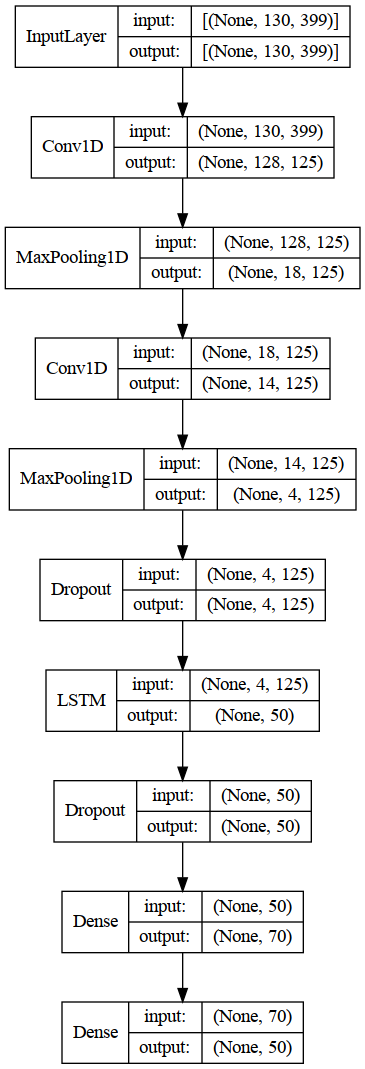 InputLayer
input: [(None, 130, 399)]
output: [(None, 130, 399)]
Conv1D
input: (None, 130, 399)
output: (None, 128, 125)
MaxPooling1D
input: (None, 128, 125)
output: (None, 18, 125)
Conv1D
input: (None, 18, 125)
output: (None, 14, 125)
MaxPooling1D
input: (None, 14, 125)
output: (None, 4, 125)
Dropout
input: (None, 4, 125)
output: (None, 4, 125)
LSTM
input: (None, 4, 125)
output: (None, 50)
Dropout
input: (None, 50)
output: (None, 50)
Dense
input: (None, 50)
output: (None, 70)
Dense
input: (None, 70)
output: (None, 50)